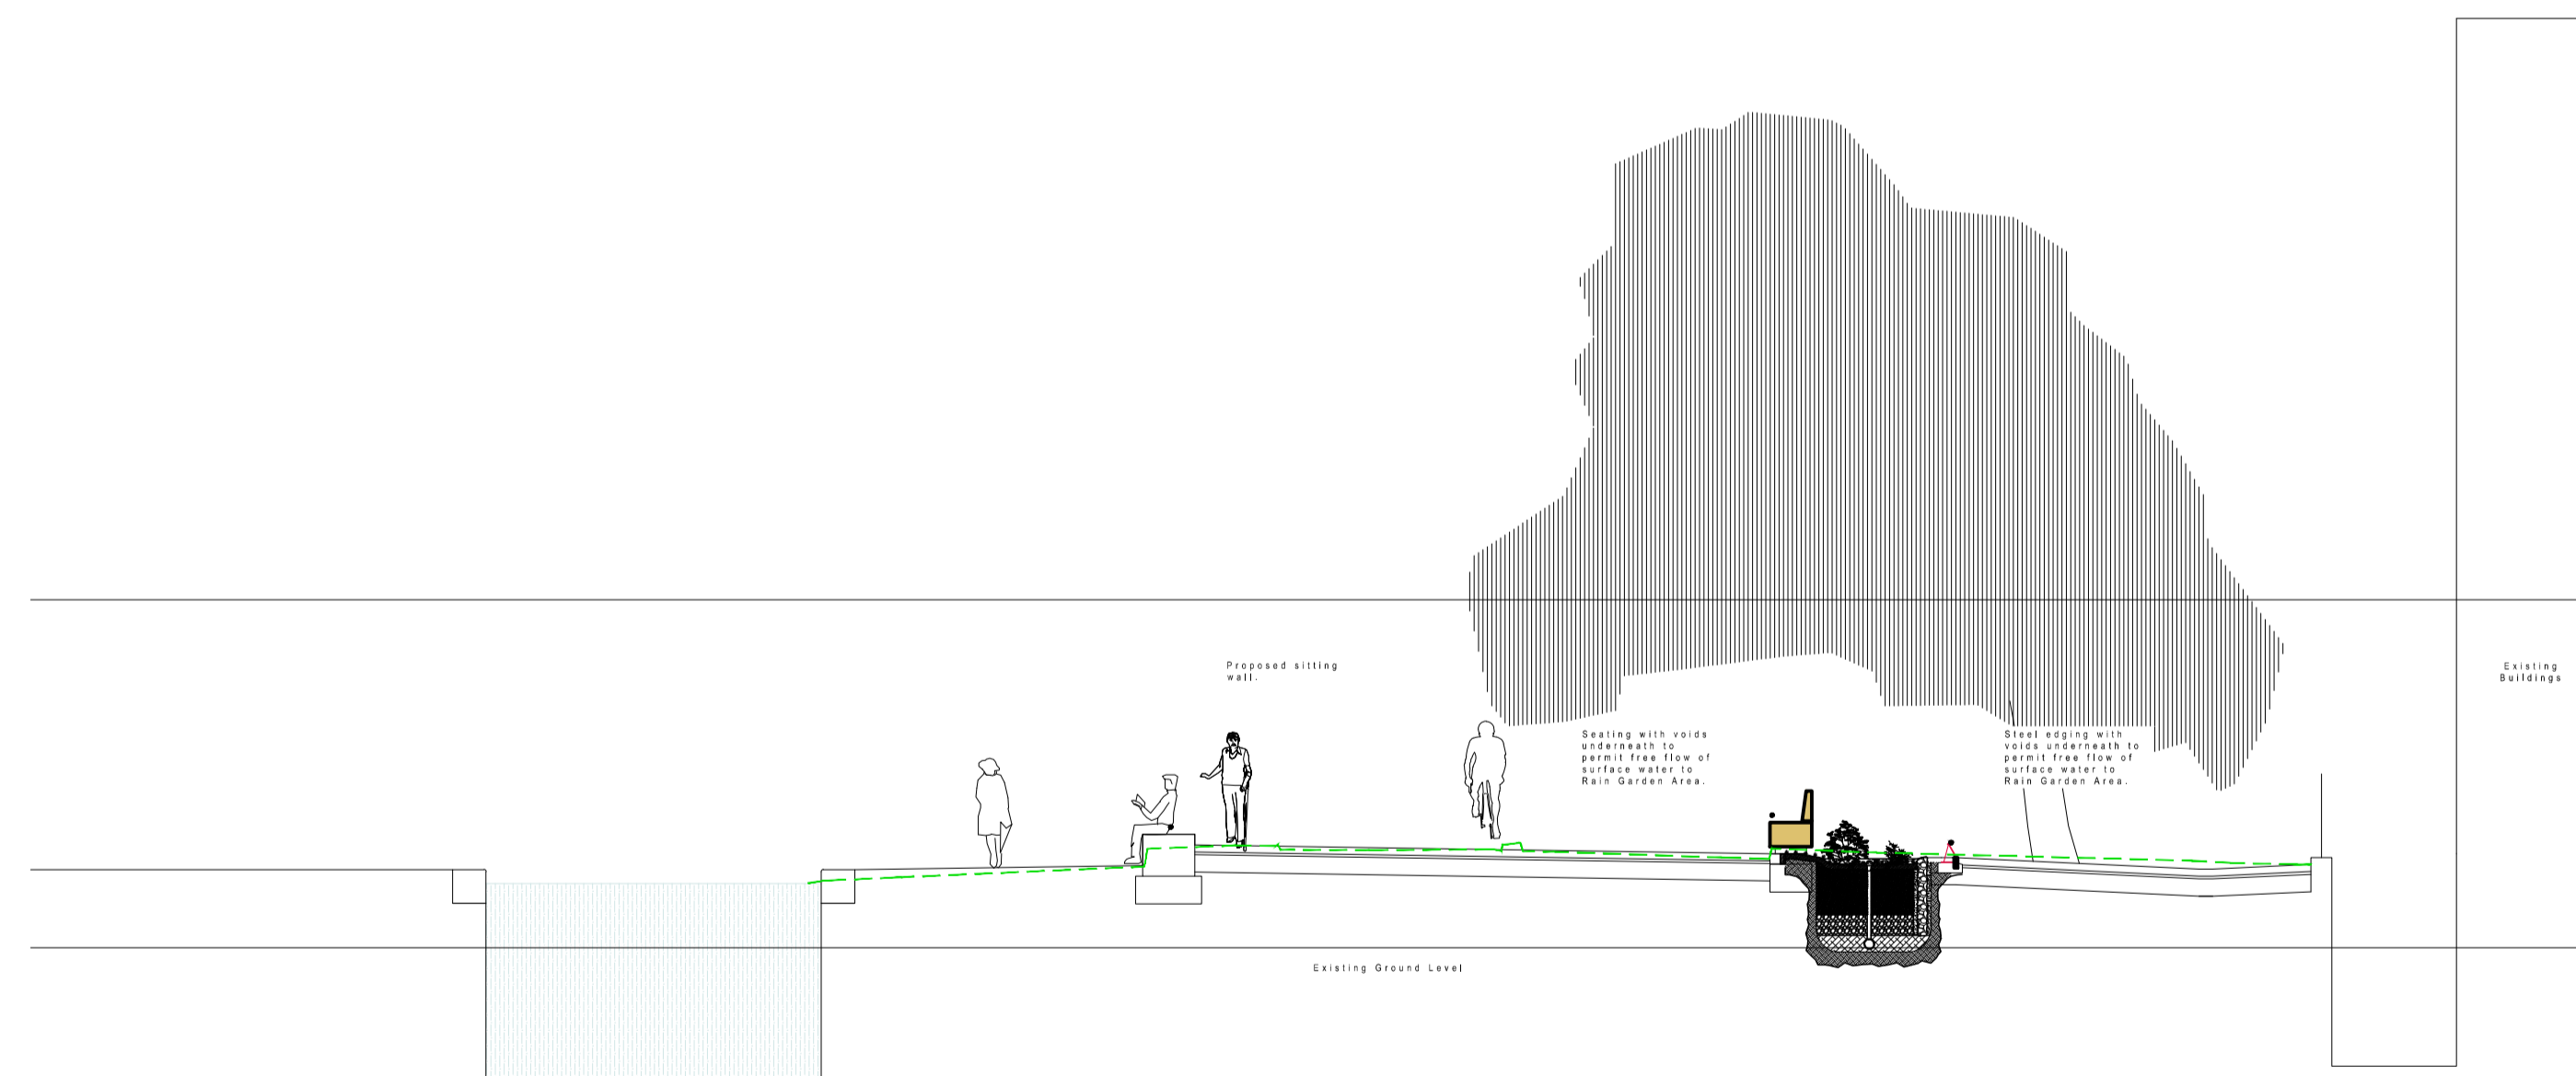 Proposed sitting
wall.
Existing
Buildings
Seating with voids
underneath to
permit free flow of
surface water to
Rain Garden Area.
Steel edging with
voids underneath to
permit free flow of
surface water to
Rain Garden Area.
Existing Ground Level